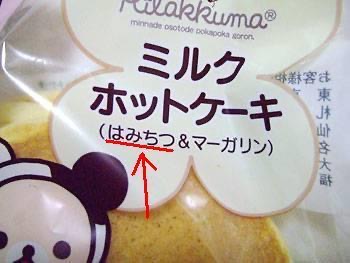 Rilakkuma®
minnade osotode pokapoka goron.
ミルク
ホットケーキ
(はみちつ&マーガリン)